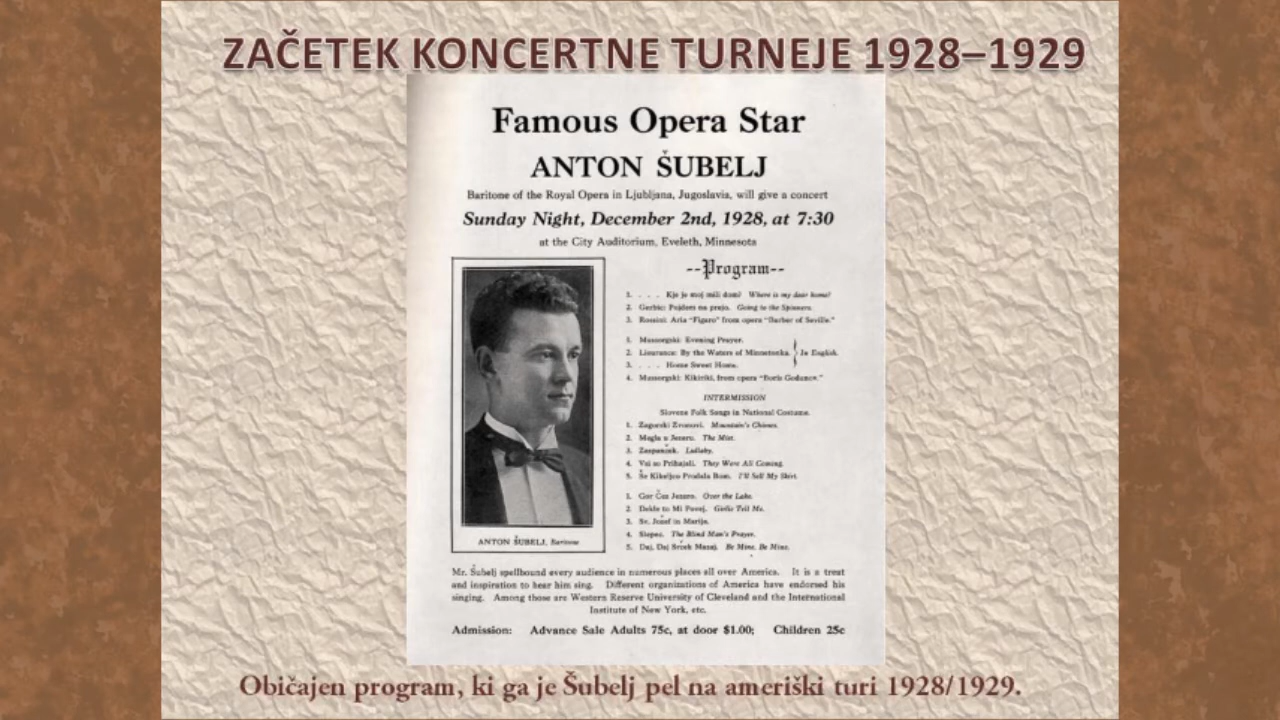 ZAČETEK KONCERTNE TURNEJE 1928–1929
Famous Opera Star
ANTON ŠUBELJ
Baritone of the Royal Opera in Ljubljana, Jugoslavia, will give a concert
Sunday Night, December 2nd, 1928, at 7:30
at the City Auditorium, Eveleth, Minnesota
--Program--
1. . . . . Kje je moj mili dom? Where is my dear home?
2. Gerbic: Pojdem na prejo. Going to the Spinners.
3. Rossini: Aria "Figaro" from opera "Barber of Seville."
1. Mussorgski: Evening Prayer.
2. Lieurance: By the Waters of Minnetonka. } In English.
3. . . . . Home Sweet Home.
4. Mussorgski: Kikiriki, from opera "Boris Godunov."
INTERMISSION
Slovene Folk Songs in National Costume.
1. Zagorski Zvonovi. Mountain's Chimes.
2. Megla u Jezeru. The Mist.
3. Zaspančnk. Lullaby.
4. Vsi so Prihajali. They Were All Coming.
5. Še Kikeljco Prodala Bom. I'll Sell My Skirt.
1. Gor Čez Jezero. Over the Lake.
2. Dekle to Mi Povej. Girlie Tell Me.
3. Sv. Jožef in Marija.
4. Slepec. The Blind Man's Prayer.
5. Daj, Daj Srček Nazaj. Be Mine, Be Mine.
ANTON ŠUBELJ, Baritone
Mr. Šubelj spellbound every audience in numerous places all over America. It is a treat
and inspiration to hear him sing. Different organizations of America have endorsed his
singing. Among those are Western Reserve University of Cleveland and the International
Institute of New York, etc.
Admission: Advance Sale Adults 75c, at door $1.00; Children 25c
Običajen program, ki ga je Šubelj pel na ameriški turi 1928/1929.